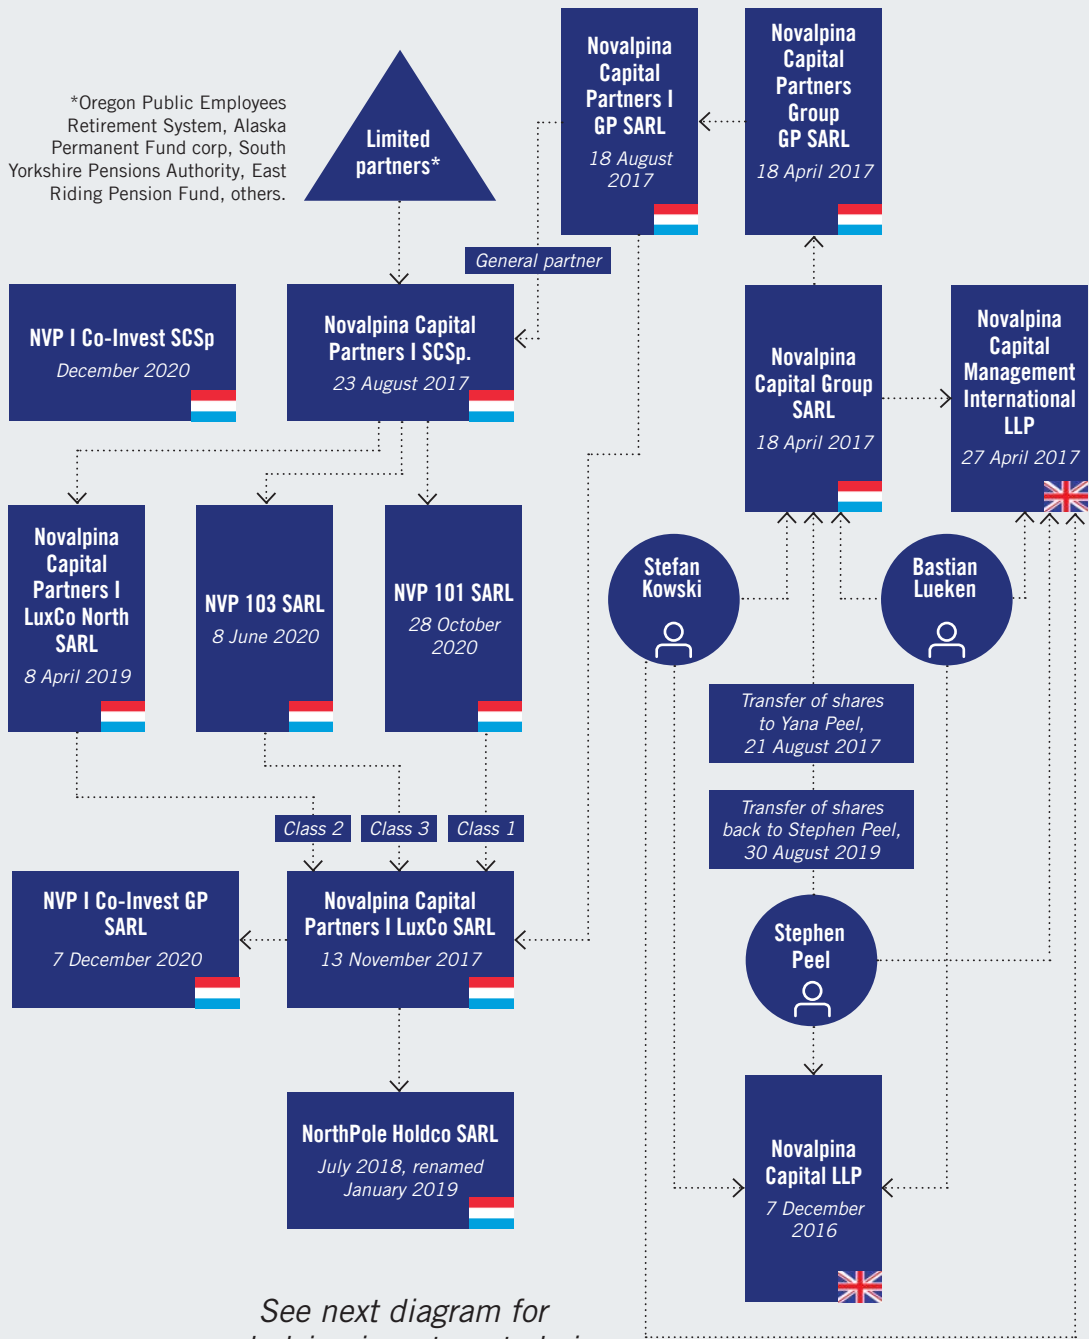 *Oregon Public Employees
Retirement System, Alaska
Permanent Fund corp, South
Yorkshire Pensions Authority, East
Riding Pension Fund, others.
Limited
partners*
Novalpina
Capital
Partners I
GP SARL
18 August
2017
Novalpina
Capital
Partners
Group
GP SARL
18 April 2017
General partner
NVP I Co-Invest SCSp
December 2020
Novalpina Capital
Partners I SCSp.
23 August 2017
Novalpina
Capital Group
SARL
18 April 2017
Novalpina
Capital
Management
International
LLP
27 April 2017
Novalpina
Capital
Partners I
LuxCo North
SARL
8 April 2019
NVP 103 SARL
8 June 2020
NVP 101 SARL
28 October
2020
Stefan
Kowski
Bastian
Lueken
Transfer of shares
to Yana Peel,
21 August 2017
Transfer of shares
back to Stephen Peel,
30 August 2019
Class 2
Class 3
Class 1
NVP I Co-Invest GP
SARL
7 December 2020
Novalpina Capital
Partners I LuxCo SARL
13 November 2017
Stephen
Peel
NorthPole Holdco SARL
July 2018, renamed
January 2019
Novalpina
Capital LLP
7 December
2016
See next diagram for